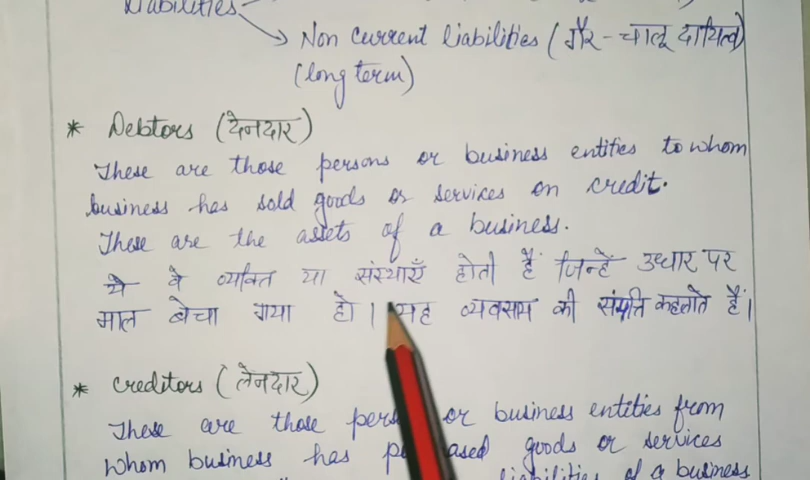 Liabilities
Non current liabilities (गैर-चालू दायित्व)
(long term)
* Debtors (देनदार)
These are those persons or business entities to whom
business has sold goods or services on credit.
These are the assets of a business.
ये वे व्यक्ति या संस्थाएँ होती हैं जिन्हें उधार पर
माल बेचा गया हो। यह व्यवसाय की संपत्ति कहलाते हैं।
* Creditors (लेनदार)
These are those or business entities from
whom business has goods or services
liabilities of a business